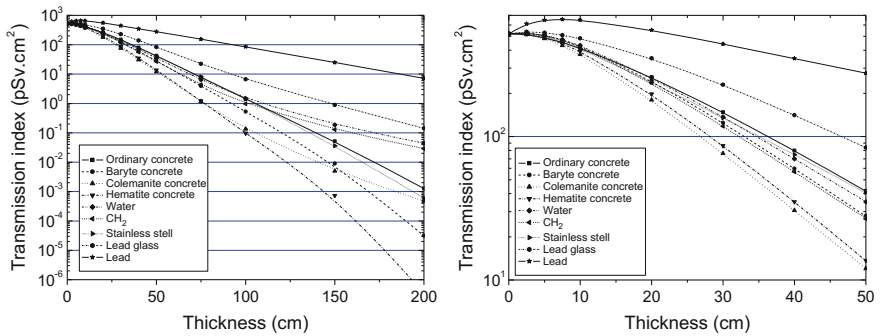 Transmission index (pSv.cm²)
10³
10²
10¹
10⁰
10⁻¹
10⁻²
10⁻³
10⁻⁴
10⁻⁵
10⁻⁶
Ordinary concrete
Baryte concrete
Colemanite concrete
Hematite concrete
Water
CH₂
Stainless stell
Lead glass
Lead
0 50 100 150 200
Thickness (cm)
Transmission index (pSv.cm²)
10²
10¹
Ordinary concrete
Baryte concrete
Colemanite concrete
Hematite concrete
Water
CH₂
Stainless stell
Lead glass
Lead
0 10 20 30 40 50
Thickness (cm)